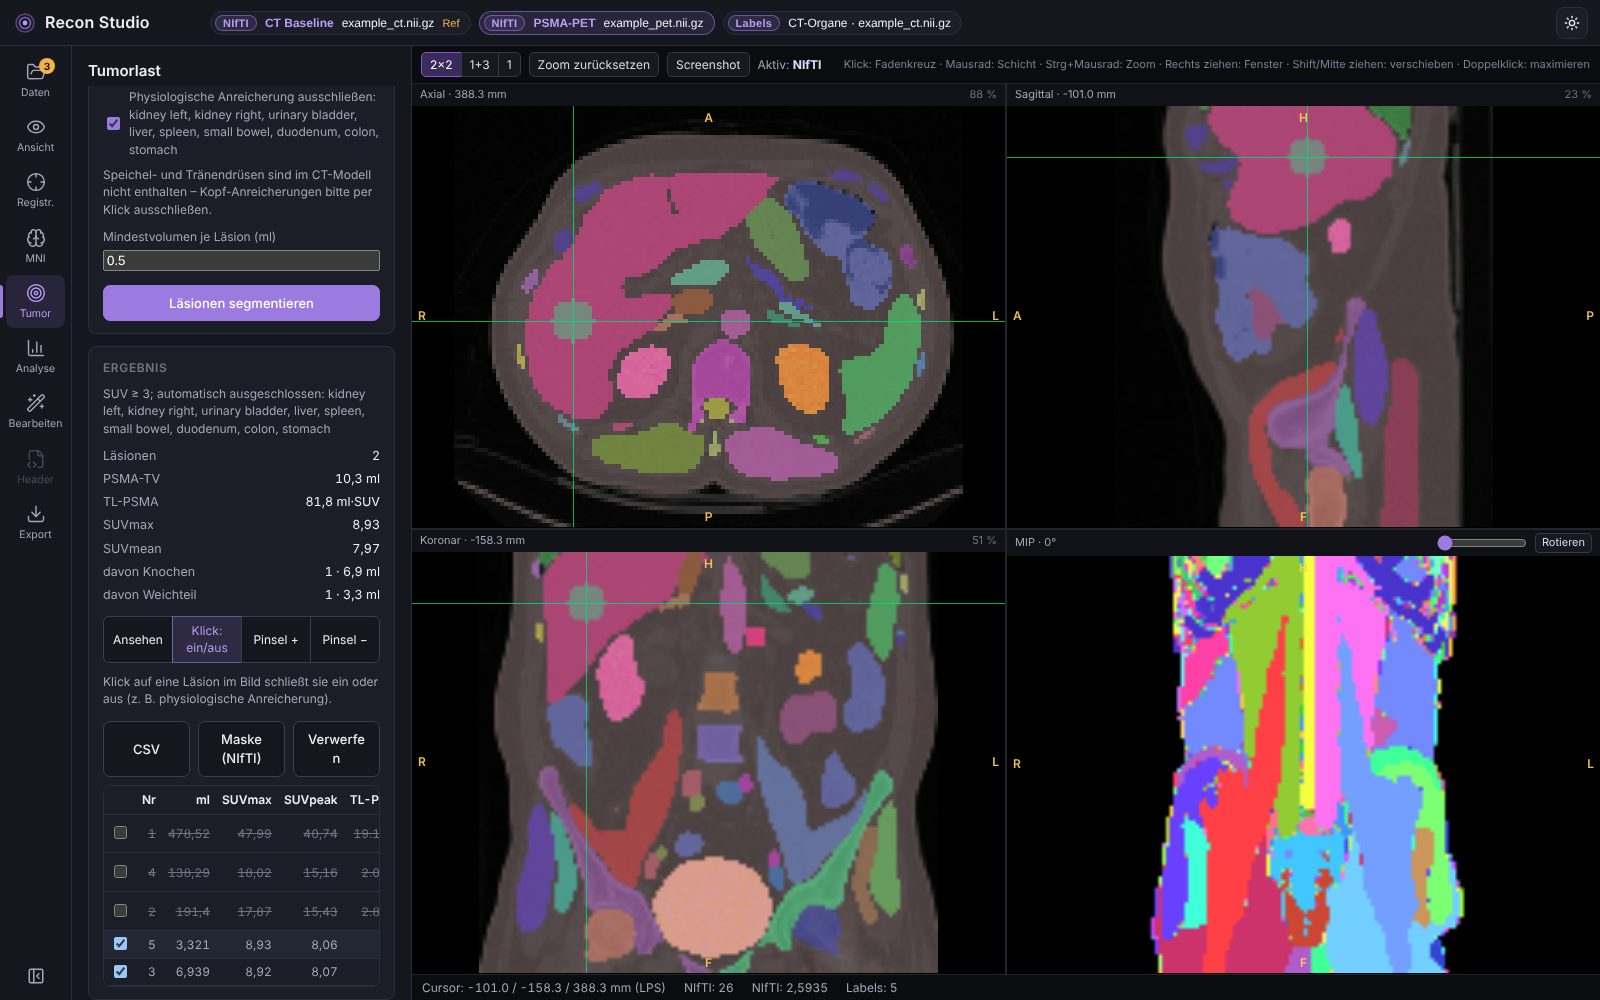 Recon Studio
NIfTI CT Baseline example_ct.nii.gz Ref
NIfTI PSMA-PET example_pet.nii.gz
Labels CT-Organe · example_ct.nii.gz
Daten
3
Ansicht
Registr.
MNI
Tumor
Analyse
Bearbeiten
Header
Export
Tumorlast
Physiologische Anreicherung ausschließen:
kidney left, kidney right, urinary bladder,
liver, spleen, small bowel, duodenum, colon,
stomach
Speichel- und Tränendrüsen sind im CT-Modell
nicht enthalten – Kopf-Anreicherungen bitte per
Klick ausschließen.
Mindestvolumen je Läsion (ml)
0.5
Läsionen segmentieren
ERGEBNIS
SUV ≥ 3; automatisch ausgeschlossen: kidney
left, kidney right, urinary bladder, liver, spleen,
small bowel, duodenum, colon, stomach
Läsionen 2
PSMA-TV 10,3 ml
TL-PSMA 81,8 ml·SUV
SUVmax 8,93
SUVmean 7,97
davon Knochen 1 · 6,9 ml
davon Weichteil 1 · 3,3 ml
Ansehen
Klick:
ein/aus
Pinsel +
Pinsel −
Klick auf eine Läsion im Bild schließt sie ein oder
aus (z. B. physiologische Anreicherung).
CSV
Maske
(NIfTI)
Verwerfe
n
Nr ml SUVmax SUVpeak TL-P
1 478,52 47,99 40,74 19.1
4 138,29 18,02 15,16 2.0
2 191,4 17,87 15,43 2.8
5 3,321 8,93 8,06
3 6,939 8,92 8,07
2×2 1+3 1 Zoom zurücksetzen Screenshot Aktiv: NIfTI
Klick: Fadenkreuz · Mausrad: Schicht · Strg+Mausrad: Zoom · Rechts ziehen: Fenster · Shift/Mitte ziehen: verschieben · Doppelklick: maximieren
Axial · 388.3 mm 88 %
A
R
L
P
Sagittal · -101.0 mm 23 %
H
A
P
F
Koronar · -158.3 mm 51 %
H
R
L
F
MIP · 0° Rotieren
H
R
L
F
Cursor: -101.0 / -158.3 / 388.3 mm (LPS) NIfTI: 26 NIfTI: 2,5935 Labels: 5